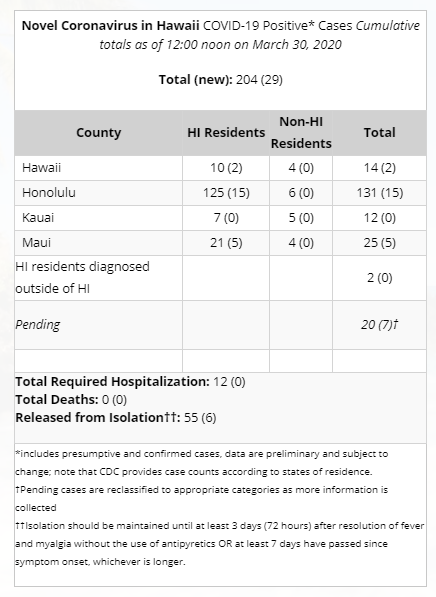 Novel Coronavirus in Hawaii COVID-19 Positive* Cases Cumulative
totals as of 12:00 noon on March 30, 2020
Total (new): 204 (29)
County HI Residents Non-HI Residents Total
Hawaii 10 (2) 4 (0) 14 (2)
Honolulu 125 (15) 6 (0) 131 (15)
Kauai 7 (0) 5 (0) 12 (0)
Maui 21 (5) 4 (0) 25 (5)
HI residents diagnosed
outside of HI 2 (0)
Pending 20 (7)†
Total Required Hospitalization: 12 (0)
Total Deaths: 0 (0)
Released from Isolation††: 55 (6)
*includes presumptive and confirmed cases, data are preliminary and subject to
change; note that CDC provides case counts according to states of residence.
†Pending cases are reclassified to appropriate categories as more information is
collected
††Isolation should be maintained until at least 3 days (72 hours) after resolution of fever
and myalgia without the use of antipyretics OR at least 7 days have passed since
symptom onset, whichever is longer.